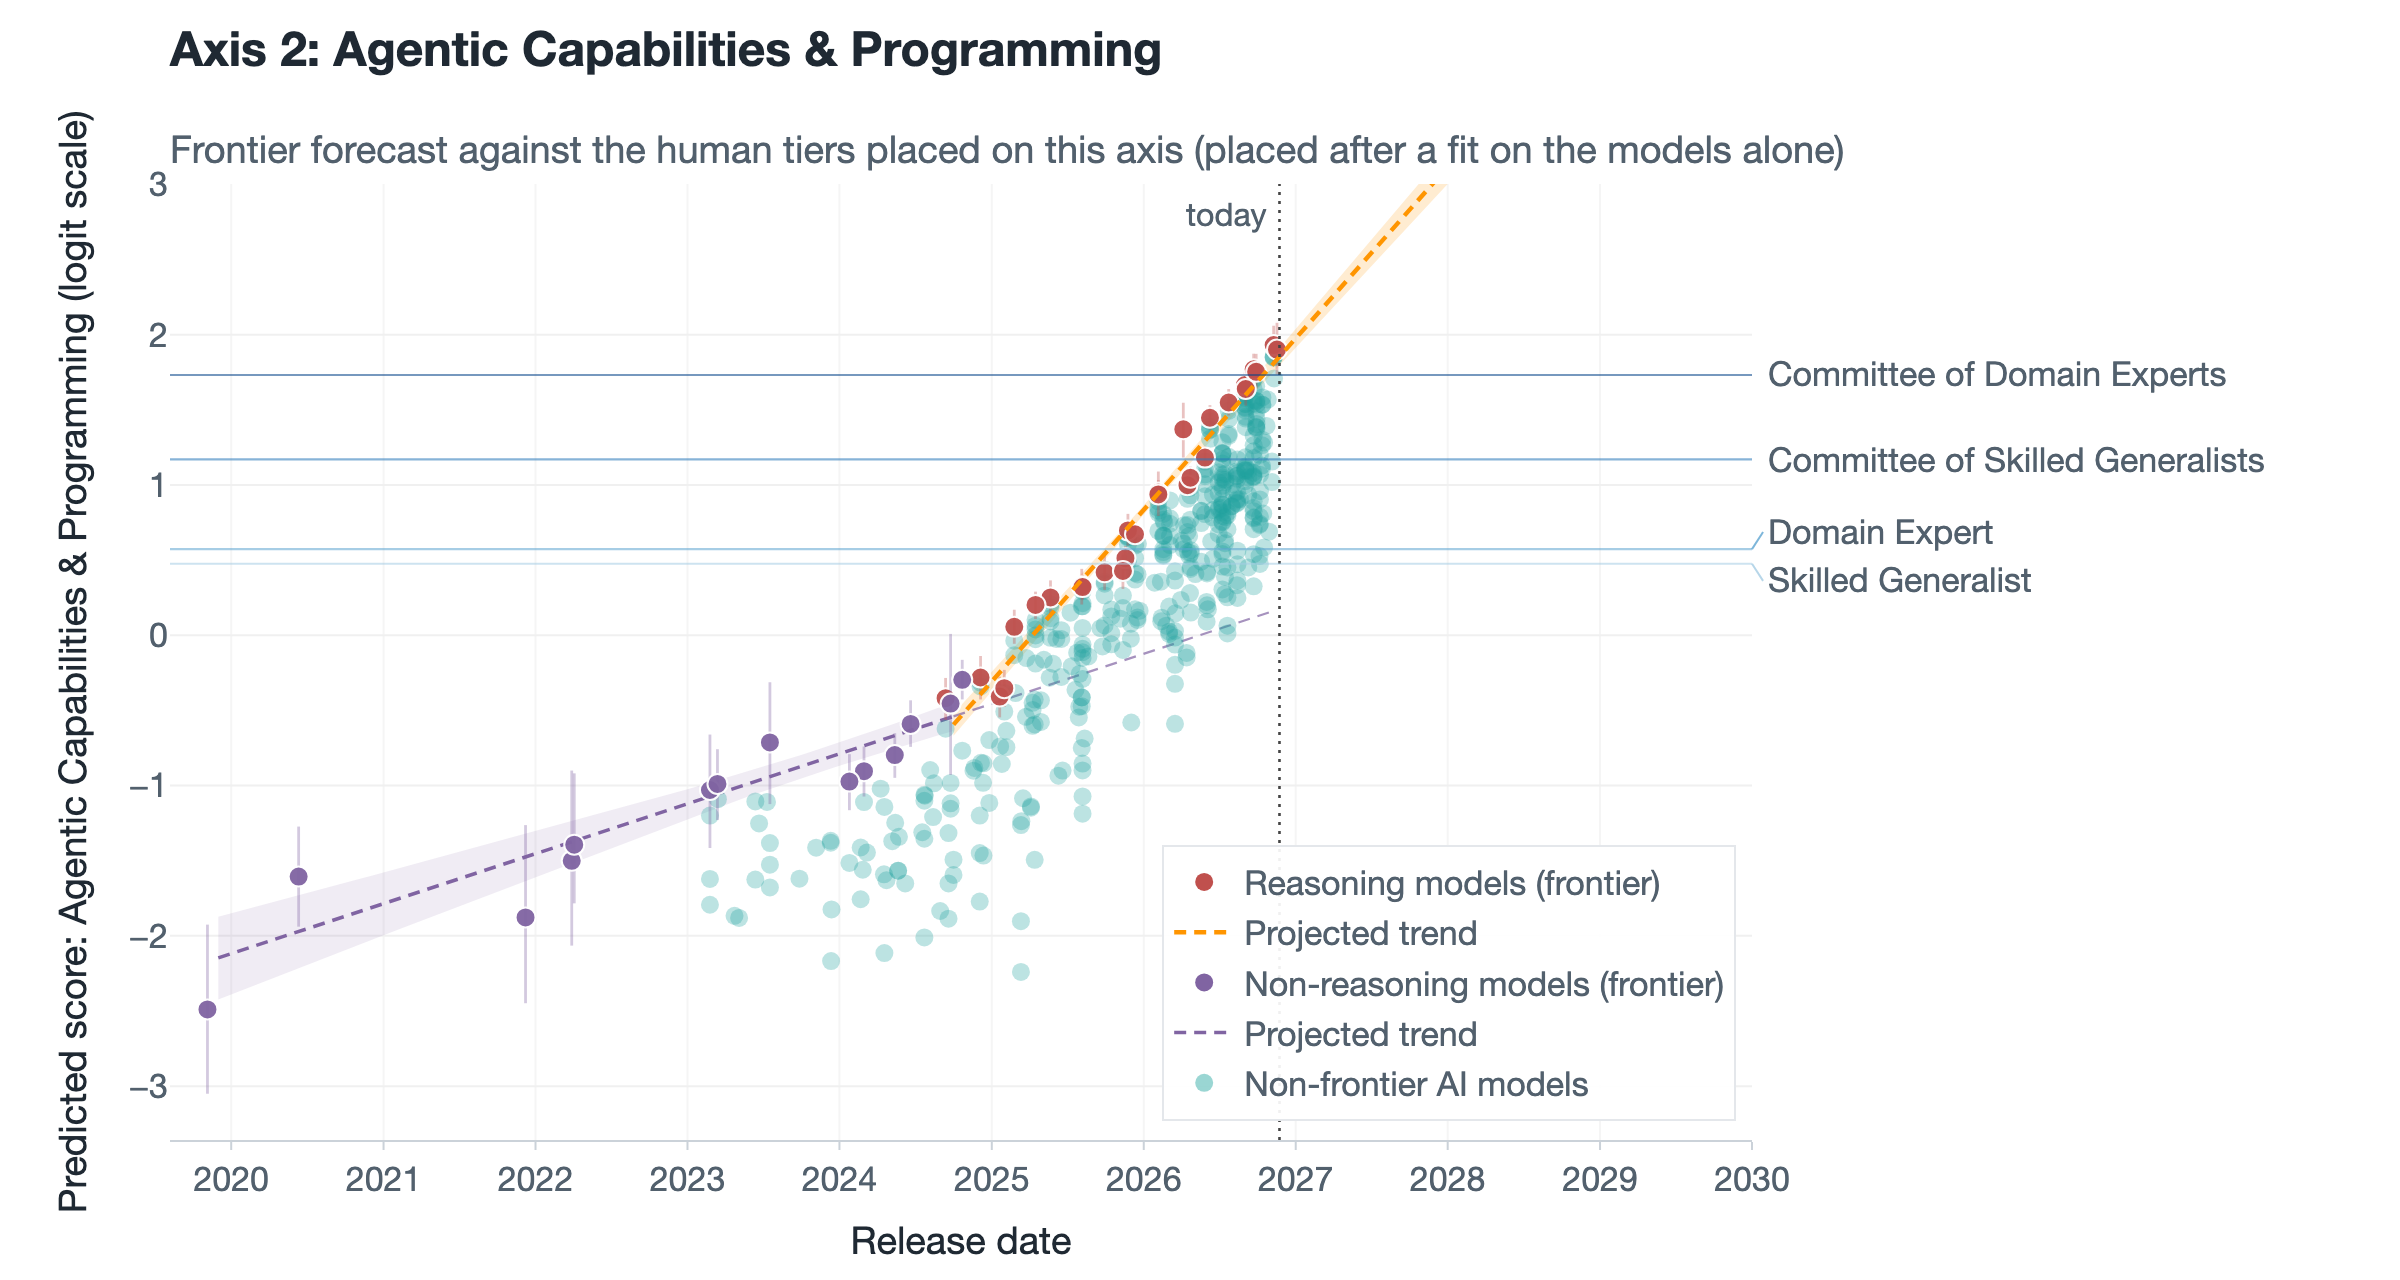 Axis 2: Agentic Capabilities & Programming
Frontier forecast against the human tiers placed on this axis (placed after a fit on the models alone)
Predicted score: Agentic Capabilities & Programming (logit scale)
3
2
1
0
−1
−2
−3
today
Committee of Domain Experts
Committee of Skilled Generalists
Domain Expert
Skilled Generalist
Reasoning models (frontier)
Projected trend
Non-reasoning models (frontier)
Projected trend
Non-frontier AI models
2020 2021 2022 2023 2024 2025 2026 2027 2028 2029 2030
Release date